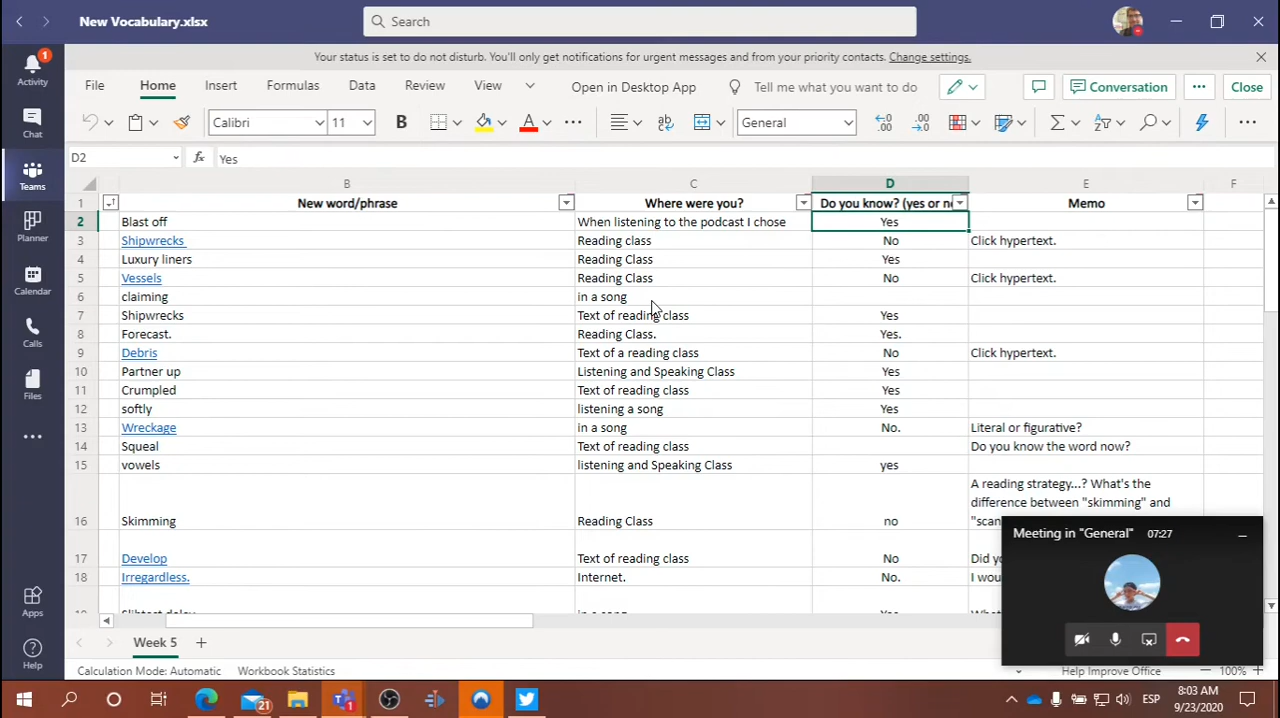 New Vocabulary.xlsx
Search
Your status is set to do not disturb. You'll only get notifications for urgent messages and from your priority contacts. Change settings.
1
Activity
Chat
Teams
Planner
Calendar
Calls
Files
Apps
Help
File Home Insert Formulas Data Review View Open in Desktop App Tell me what you want to do Conversation Close
Calibri 11 B A General
D2 fx Yes
B C D E F
1 New word/phrase Where were you? Do you know? (yes or no Memo
2 Blast off When listening to the podcast I chose Yes
3 Shipwrecks Reading class No Click hypertext.
4 Luxury liners Reading Class Yes
5 Vessels Reading Class No Click hypertext.
6 claiming in a song
7 Shipwrecks Text of reading class Yes
8 Forecast. Reading Class. Yes.
9 Debris Text of a reading class No Click hypertext.
10 Partner up Listening and Speaking Class Yes
11 Crumpled Text of reading class Yes
12 softly listening a song Yes
13 Wreckage in a song No. Literal or figurative?
14 Squeal Text of reading class Do you know the word now?
15 vowels listening and Speaking Class yes
A reading strategy...? What's the
difference between "skimming" and
16 Skimming Reading Class no "scan
17 Develop Text of reading class No Did yo
18 Irregardless. Internet. No. I wou
Meeting in "General" 07:27
Week 5
Calculation Mode: Automatic Workbook Statistics Help Improve Office 100%
21
1
ESP
8:03 AM
9/23/2020